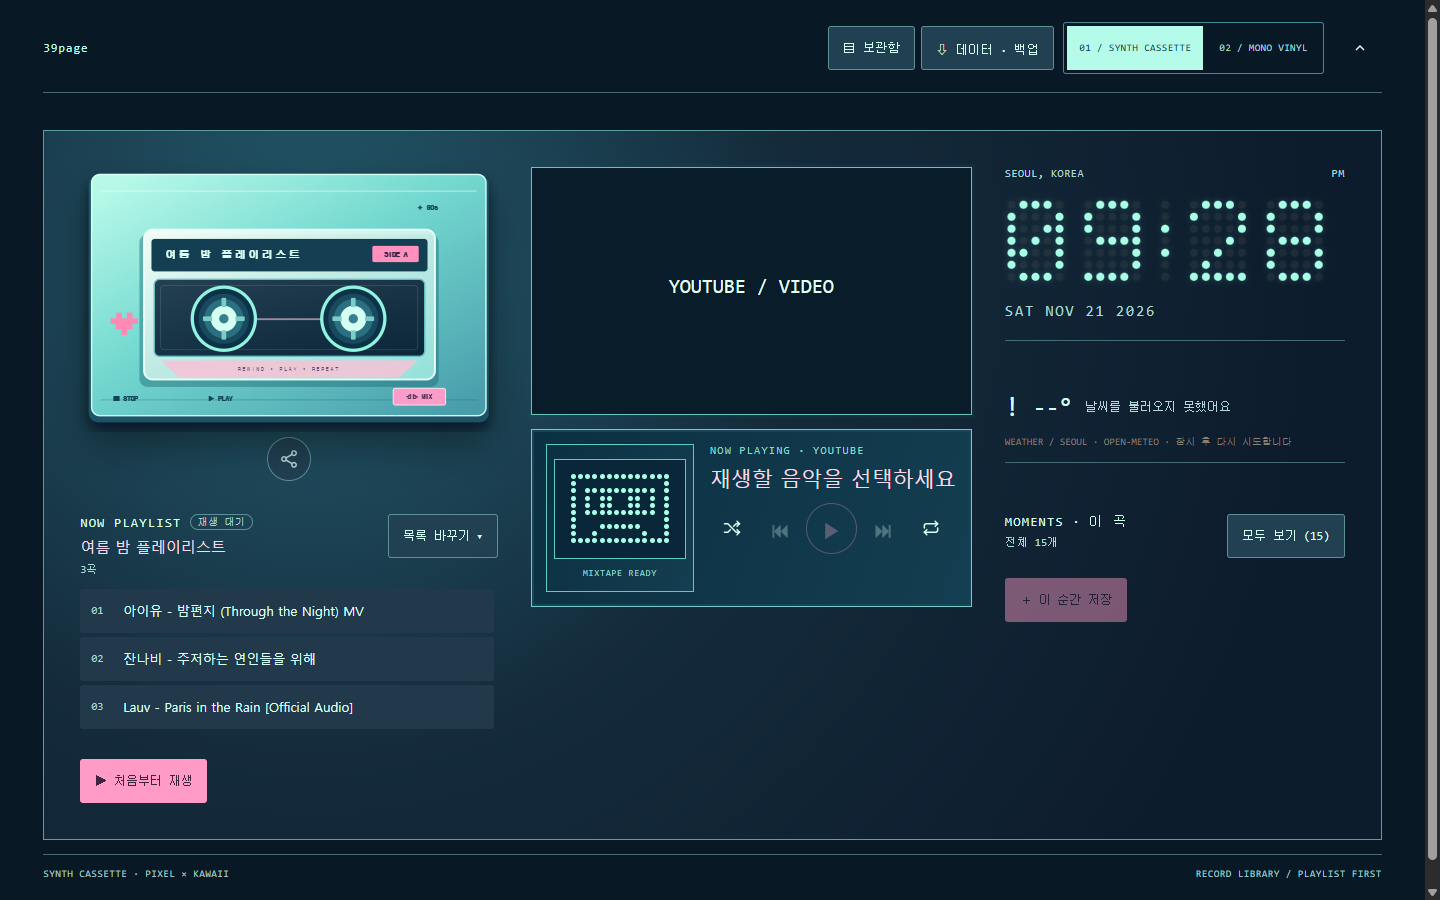 39page
보관함
데이터 · 백업
01 / SYNTH CASSETTE
02 / MONO VINYL
여름 밤 플레이리스트
SIDE A
REWIND • PLAY • REPEAT
STOP
PLAY
MIX
NOW PLAYLIST
재생 대기
여름 밤 플레이리스트
3곡
목록 바꾸기 ▾
01 아이유 - 밤편지 (Through the Night) MV
02 잔나비 - 주저하는 연인들을 위해
03 Lauv - Paris in the Rain [Official Audio]
▶ 처음부터 재생
YOUTUBE / VIDEO
MIXTAPE READY
NOW PLAYING · YOUTUBE
재생할 음악을 선택하세요
SEOUL, KOREA
PM
09:28
SAT NOV 21 2026
! --° 날씨를 불러오지 못했어요
WEATHER / SEOUL · OPEN-METEO · 잠시 후 다시 시도합니다
MOMENTS · 이 곡
전체 15개
모두 보기 (15)
+ 이 순간 저장
SYNTH CASSETTE · PIXEL × KAWAII
RECORD LIBRARY / PLAYLIST FIRST